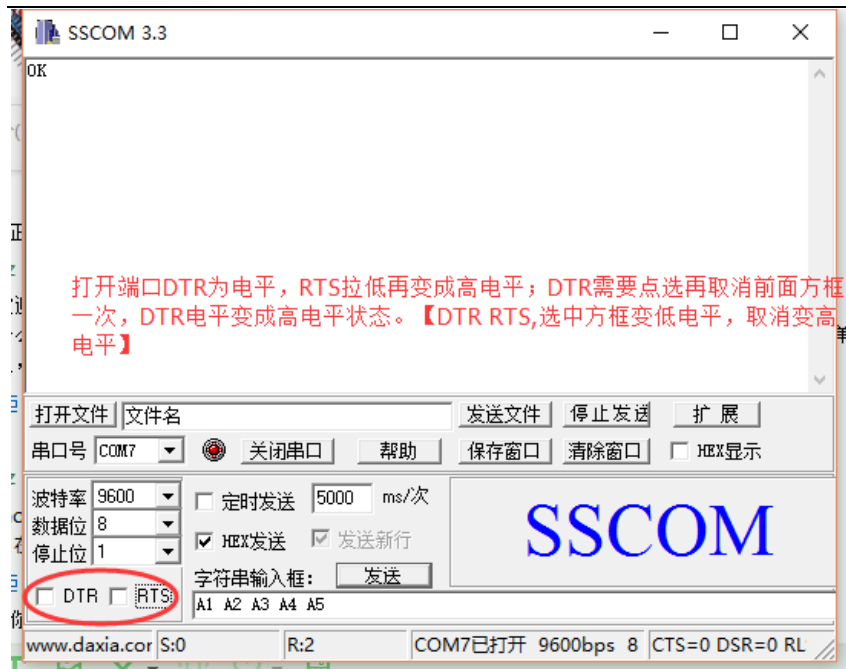 SSCOM 3.3
OK
打开端口DTR为电平，RTS拉低再变成高电平；DTR需要点选再取消前面方框
一次，DTR电平变成高电平状态。【DTR RTS,选中方框变低电平，取消变高
电平】
打开文件 文件名 发送文件 停止发送 扩展
串口号 COM7 关闭串口 帮助 保存窗口 清除窗口 HEX显示
波特率 9600 定时发送 5000 ms/次
数据位 8 HEX发送 发送新行
停止位 1
SSCOM
字符串输入框： 发送
DTR RTS
A1 A2 A3 A4 A5
www.daxia.cor S:0 R:2 COM7已打开 9600bps 8 CTS=0 DSR=0 RL